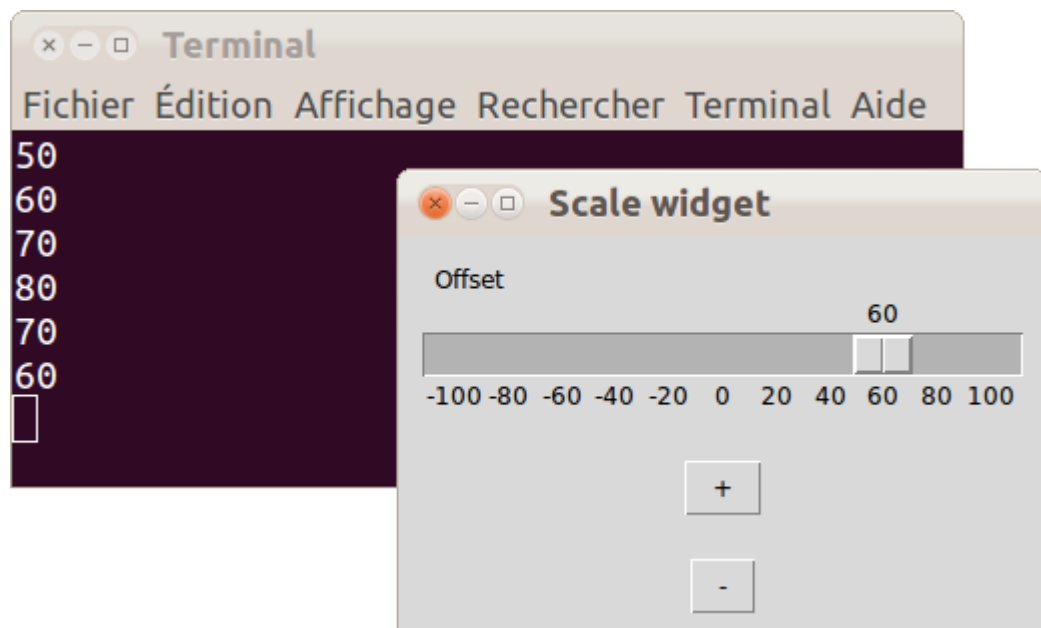 Terminal
Fichier Édition Affichage Rechercher Terminal Aide
50
60
70
80
70
60
Scale widget
Offset
60
-100 -80 -60 -40 -20 0 20 40 60 80 100
+
-